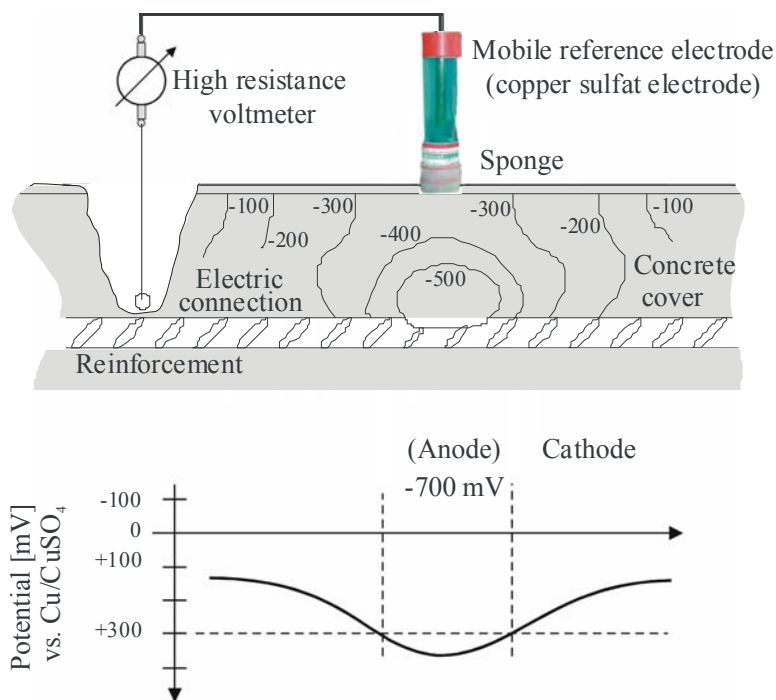 Mobile reference electrode
(copper sulfat electrode)
High resistance
voltmeter
Sponge
-100
-300
-300
-100
-200
-400
-200
-500
Electric
connection
Concrete
cover
Reinforcement
(Anode)
Cathode
-700 mV
Potential [mV]
vs. Cu/CuSO₄
-100
0
+100
+300